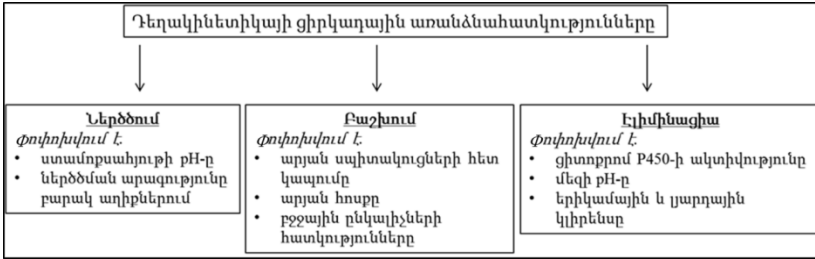 Դեղակինետիկայի ցիրկադային առանձնահատկությունները
Ներծծում
Փոփոխվում է.
• ստամոքսահյութի pH-ը
• ներծծման արագությունը
բարակ աղիքներում
Բաշխում
Փոփոխվում է.
• արյան սպիտակուցների հետ
կապումը
• արյան հոսքը
• բջջային ընկալիչների
հատկությունները
Էլիմինացիա
Փոփոխվում է.
• ցիտոքրոմ P450-ի ակտիվությունը
• մեզի pH-ը
• երիկամային և լյարդային
կլիրենսը